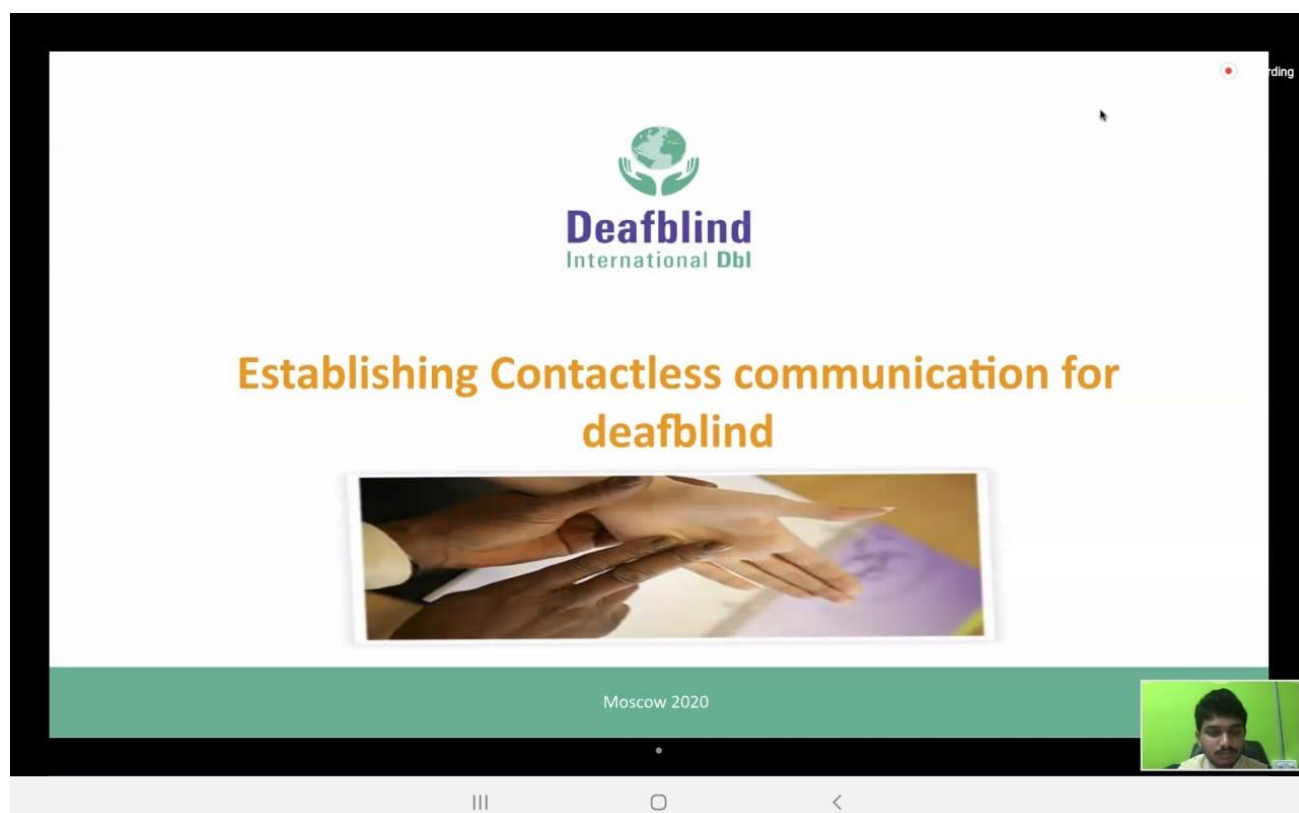 Deafblind
International DbI
Establishing Contactless communication for
deafblind
Moscow 2020